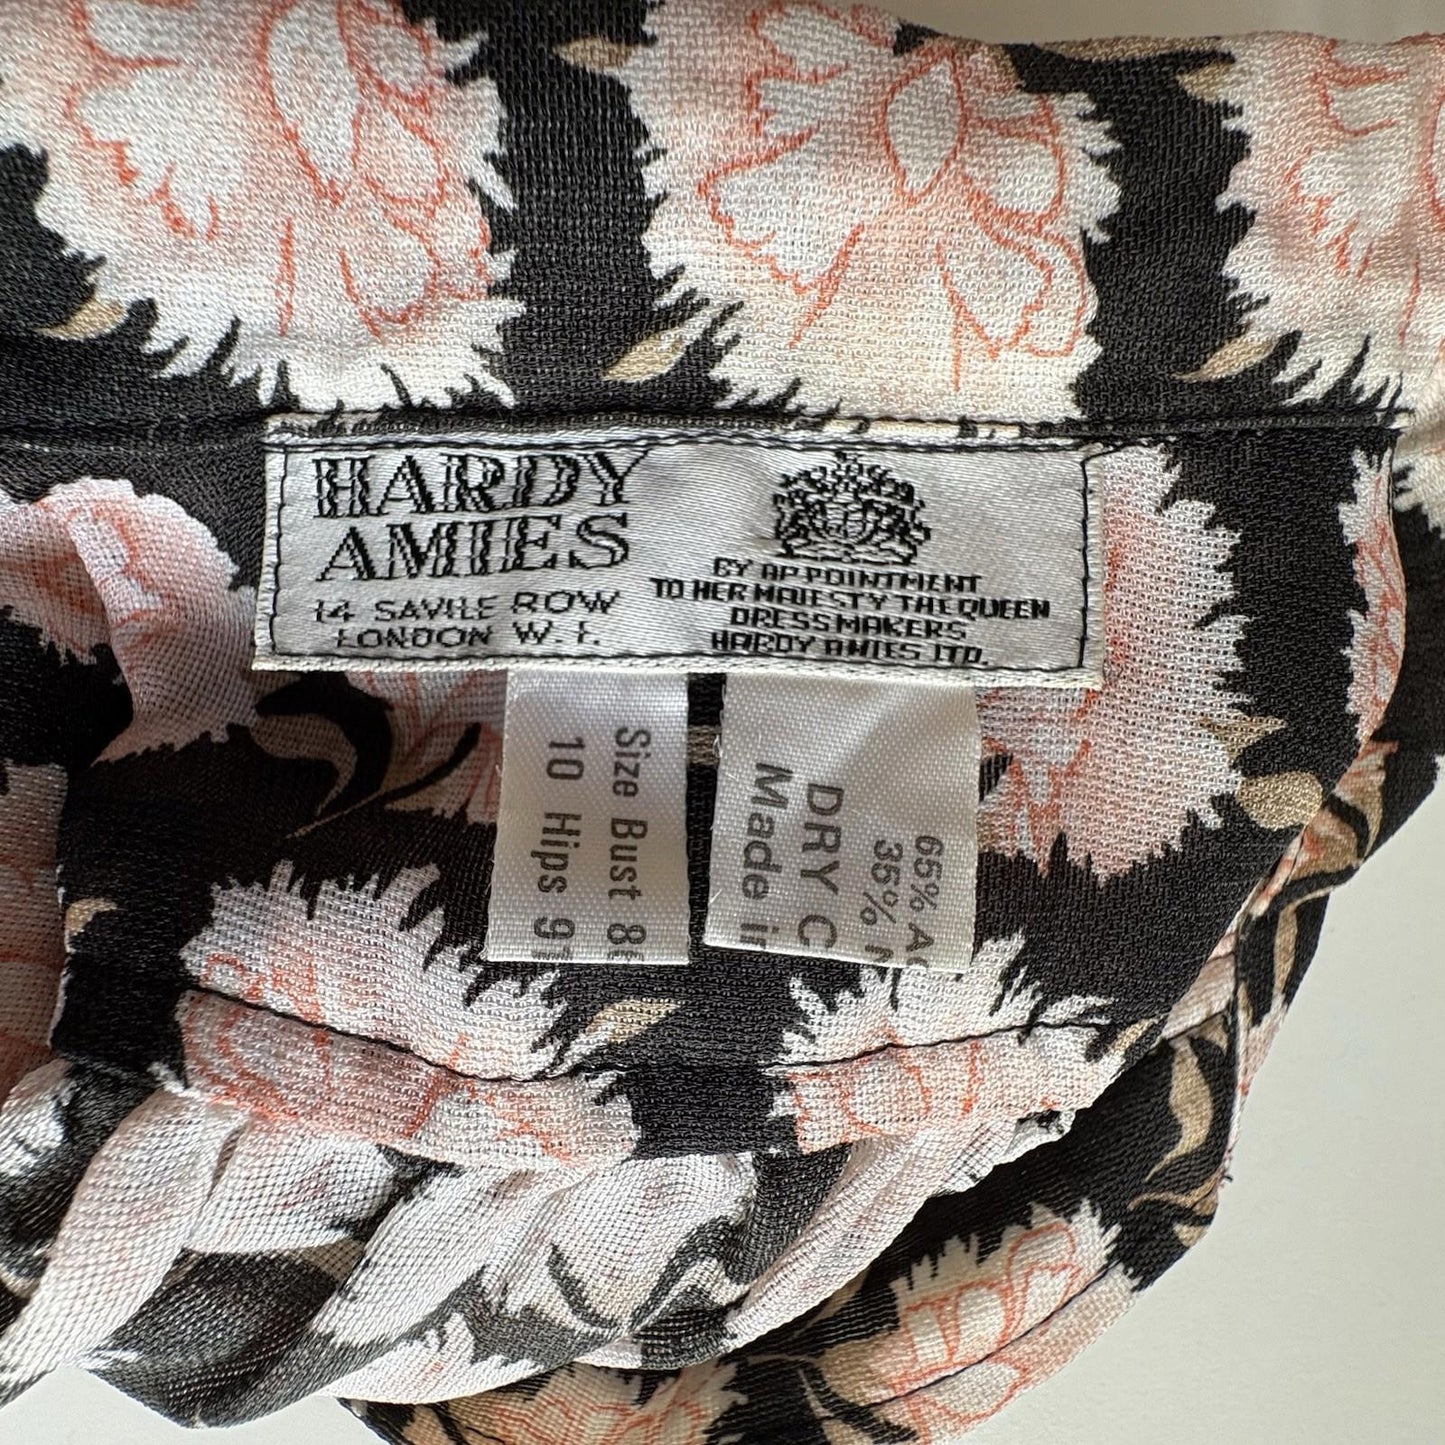 HARDY
AMIES
14 SAVILE ROW
LONDON W.1.
BY APPOINTMENT
TO HER MAJESTY THE QUEEN
DRESSMAKERS
HARDY AMIES LTD.
Size Bust
10 Hips
65%
35%
DRY
Made in